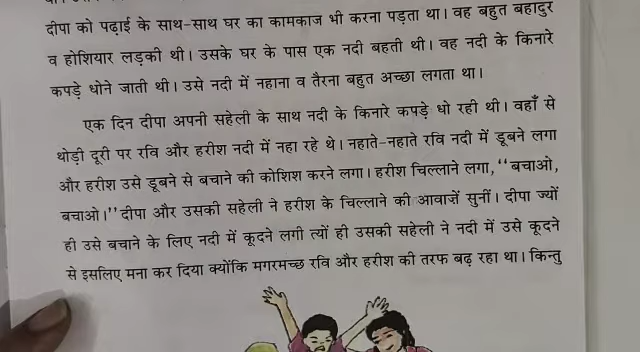 दीपा को पढ़ाई के साथ-साथ घर का कामकाज भी करना पड़ता था। वह बहुत बहादुर
व होशियार लड़की थी। उसके घर के पास एक नदी बहती थी। वह नदी के किनारे
कपड़े धोने जाती थी। उसे नदी में नहाना व तैरना बहुत अच्छा लगता था।
एक दिन दीपा अपनी सहेली के साथ नदी के किनारे कपड़े धो रही थी। वहाँ से
थोड़ी दूरी पर रवि और हरीश नदी में नहा रहे थे। नहाते-नहाते रवि नदी में डूबने लगा
और हरीश उसे डूबने से बचाने की कोशिश करने लगा। हरीश चिल्लाने लगा, ‘‘बचाओ,
बचाओ।’’ दीपा और उसकी सहेली ने हरीश के चिल्लाने की आवाज़ें सुनीं। दीपा ज्यों
ही उसे बचाने के लिए नदी में कूदने लगी त्यों ही उसकी सहेली ने नदी में उसे कूदने
से इसलिए मना कर दिया क्योंकि मगरमच्छ रवि और हरीश की तरफ बढ़ रहा था। किन्तु